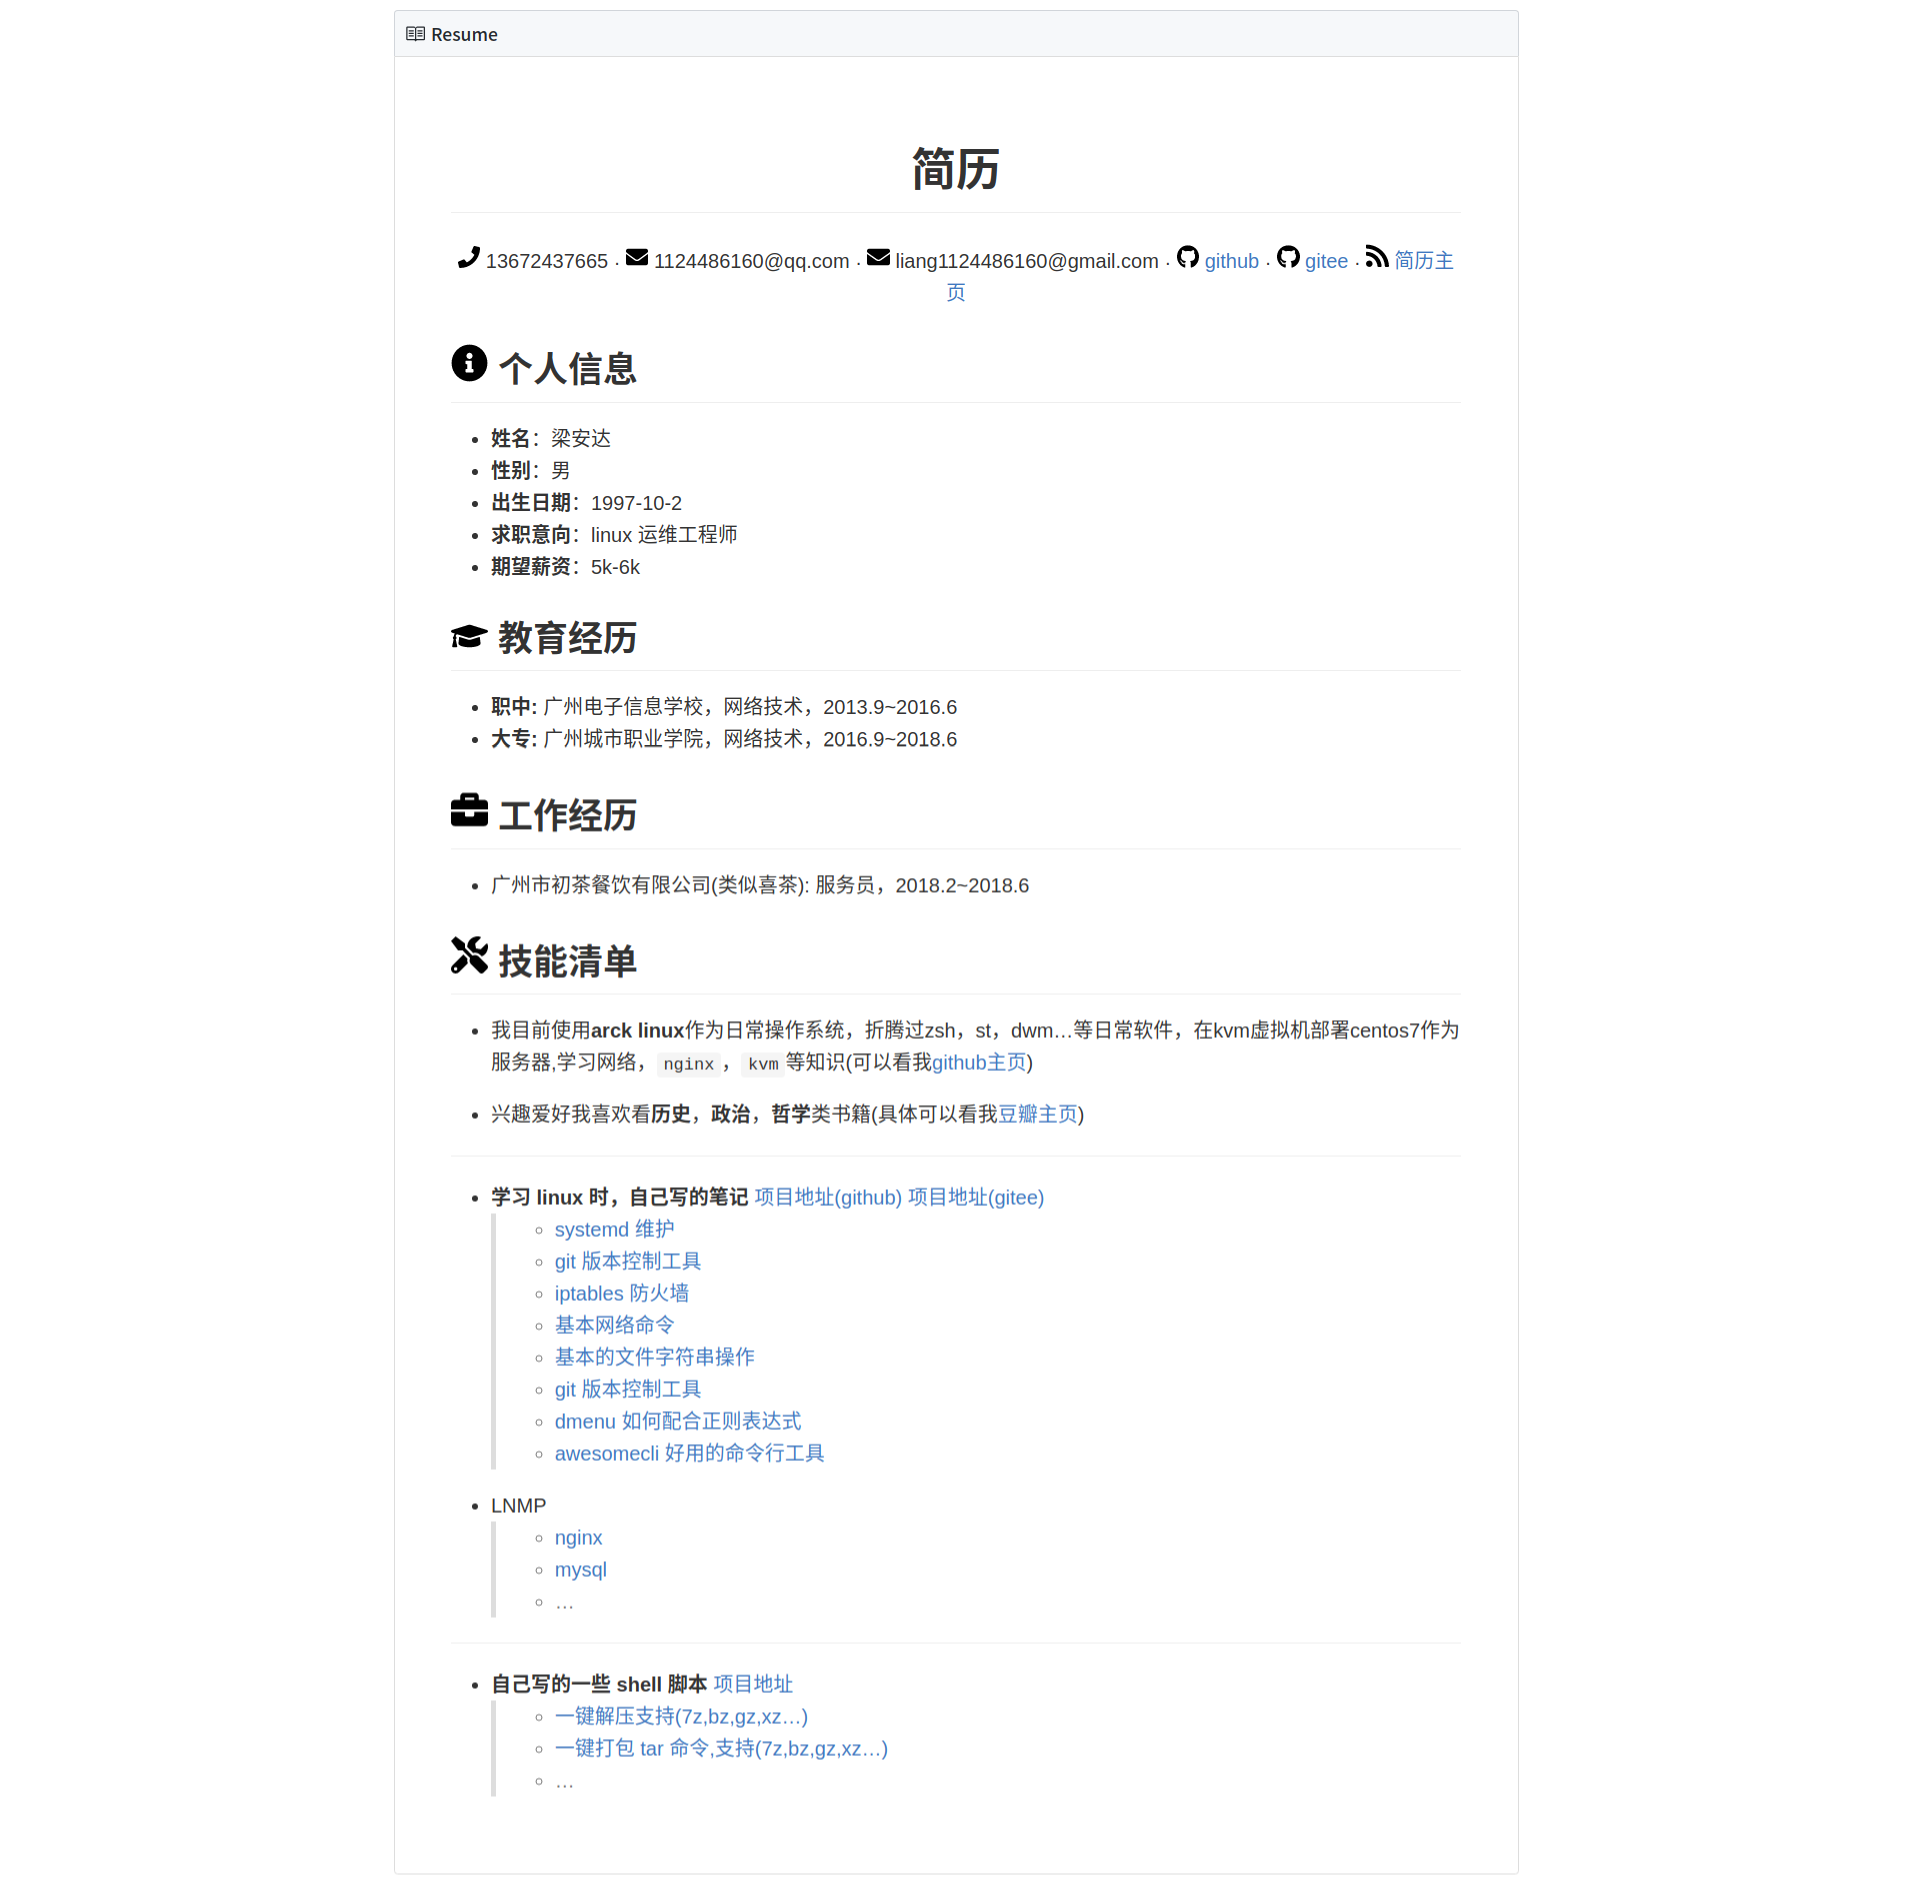 Resume
简历
13672437665 · 1124486160@qq.com · liang1124486160@gmail.com · github · gitee · 简历主
页
个人信息
姓名：梁安达
性别：男
出生日期：1997-10-2
求职意向：linux 运维工程师
期望薪资：5k-6k
教育经历
职中: 广州电子信息学校，网络技术，2013.9~2016.6
大专: 广州城市职业学院，网络技术，2016.9~2018.6
工作经历
广州市初茶餐饮有限公司(类似喜茶): 服务员，2018.2~2018.6
技能清单
我目前使用arck linux作为日常操作系统，折腾过zsh，st，dwm…等日常软件，在kvm虚拟机部署centos7作为
服务器,学习网络， nginx ， kvm 等知识(可以看我github主页)
兴趣爱好我喜欢看历史，政治，哲学类书籍(具体可以看我豆瓣主页)
学习 linux 时，自己写的笔记 项目地址(github) 项目地址(gitee)
systemd 维护
git 版本控制工具
iptables 防火墙
基本网络命令
基本的文件字符串操作
git 版本控制工具
dmenu 如何配合正则表达式
awesomecli 好用的命令行工具
LNMP
nginx
mysql
…
自己写的一些 shell 脚本 项目地址
一键解压支持(7z,bz,gz,xz…)
一键打包 tar 命令,支持(7z,bz,gz,xz…)
…